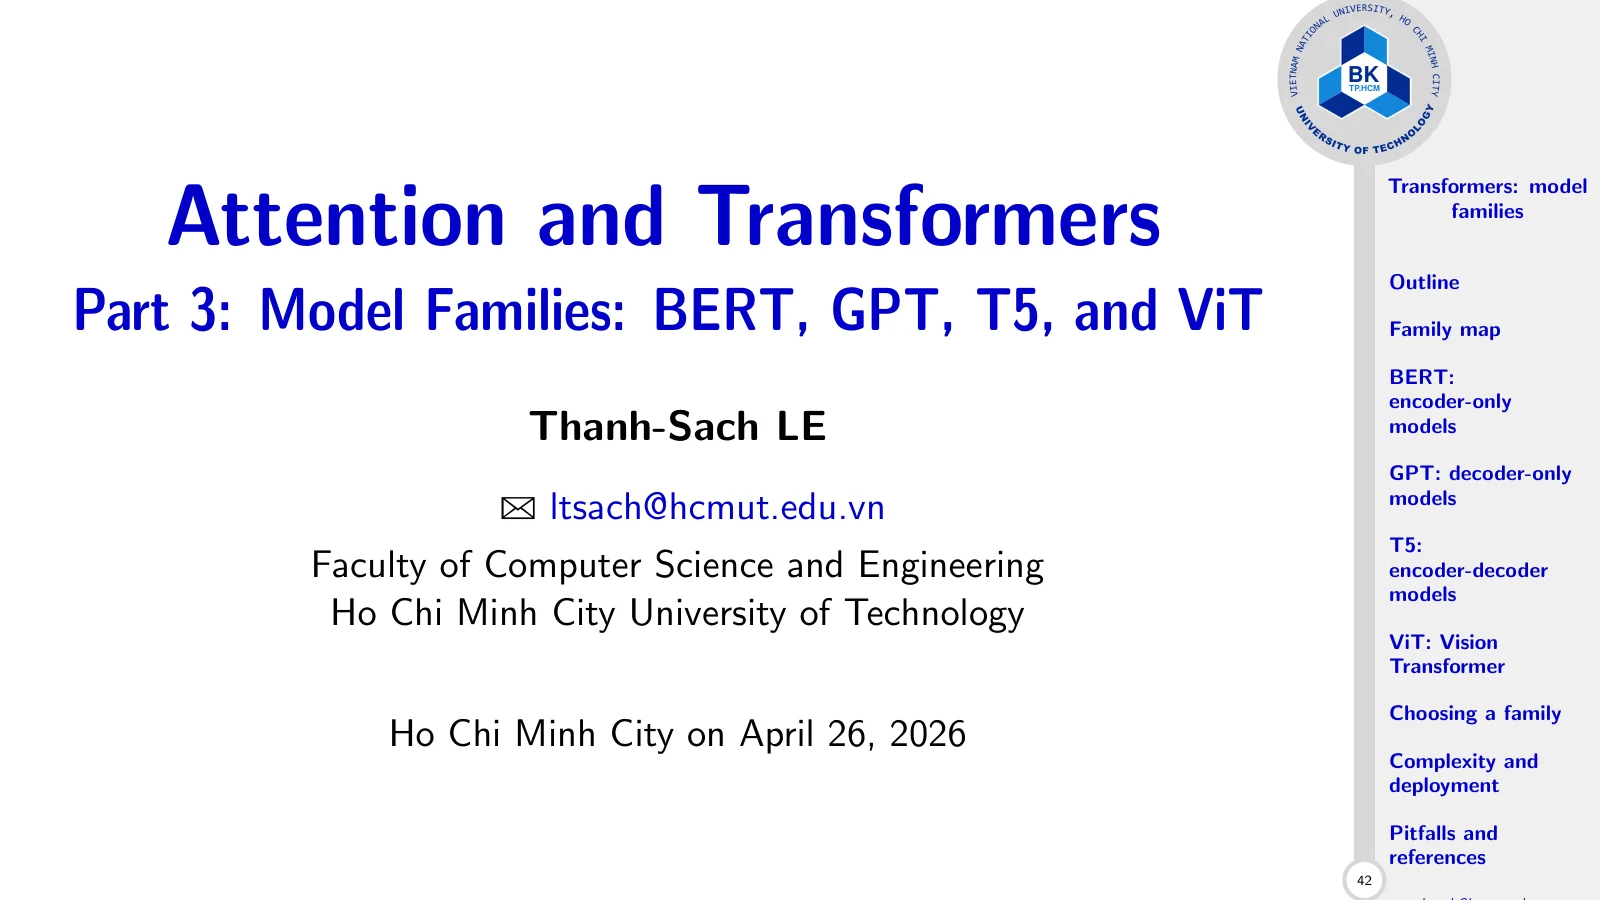 VIETNAM NATIONAL UNIVERSITY, HO CHI MINH CITY
BK
TP.HCM
UNIVERSITY OF TECHNOLOGY
Attention and Transformers
Part 3: Model Families: BERT, GPT, T5, and ViT
Thanh-Sach LE
ltsach@hcmut.edu.vn
Faculty of Computer Science and Engineering
Ho Chi Minh City University of Technology
Ho Chi Minh City on April 26, 2026
Transformers: model
families
Outline
Family map
BERT:
encoder-only
models
GPT: decoder-only
models
T5:
encoder-decoder
models
ViT: Vision
Transformer
Choosing a family
Complexity and
deployment
Pitfalls and
references
42